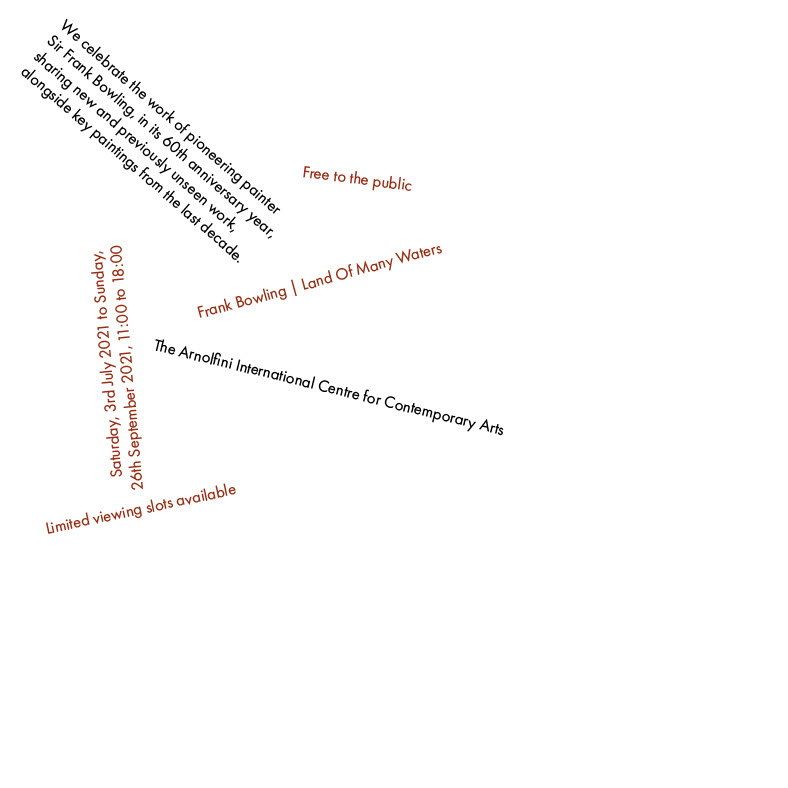 We celebrate the work of pioneering painter
Sir Frank Bowling, in its 60th anniversary year,
sharing new and previously unseen work,
alongside key paintings from the last decade.
Free to the public
Frank Bowling | Land Of Many Waters
Saturday, 3rd July 2021 to Sunday,
26th September 2021, 11:00 to 18:00
The Arnolfini International Centre for Contemporary Arts
Limited viewing slots available